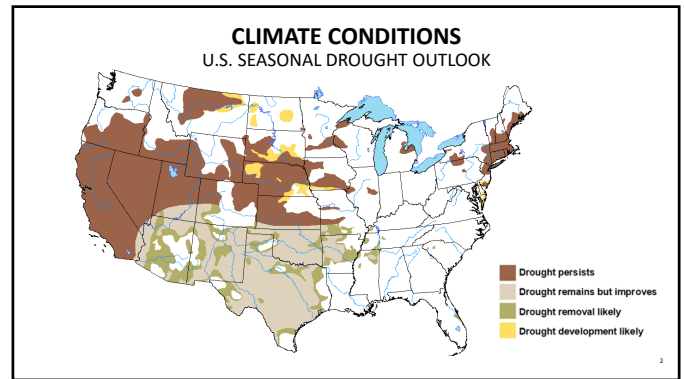 CLIMATE CONDITIONS
U.S. SEASONAL DROUGHT OUTLOOK
Drought persists
Drought remains but improves
Drought removal likely
Drought development likely
2